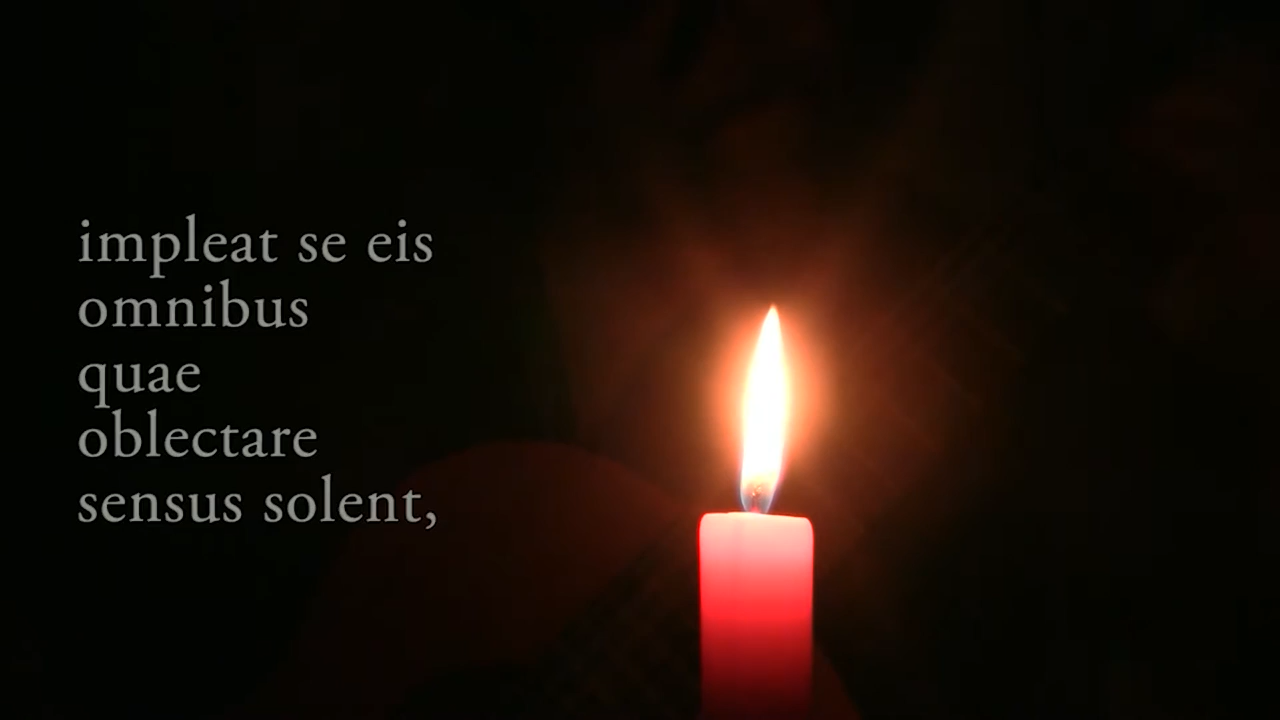 impleat se eis
omnibus
quae
oblectare
sensus solent,